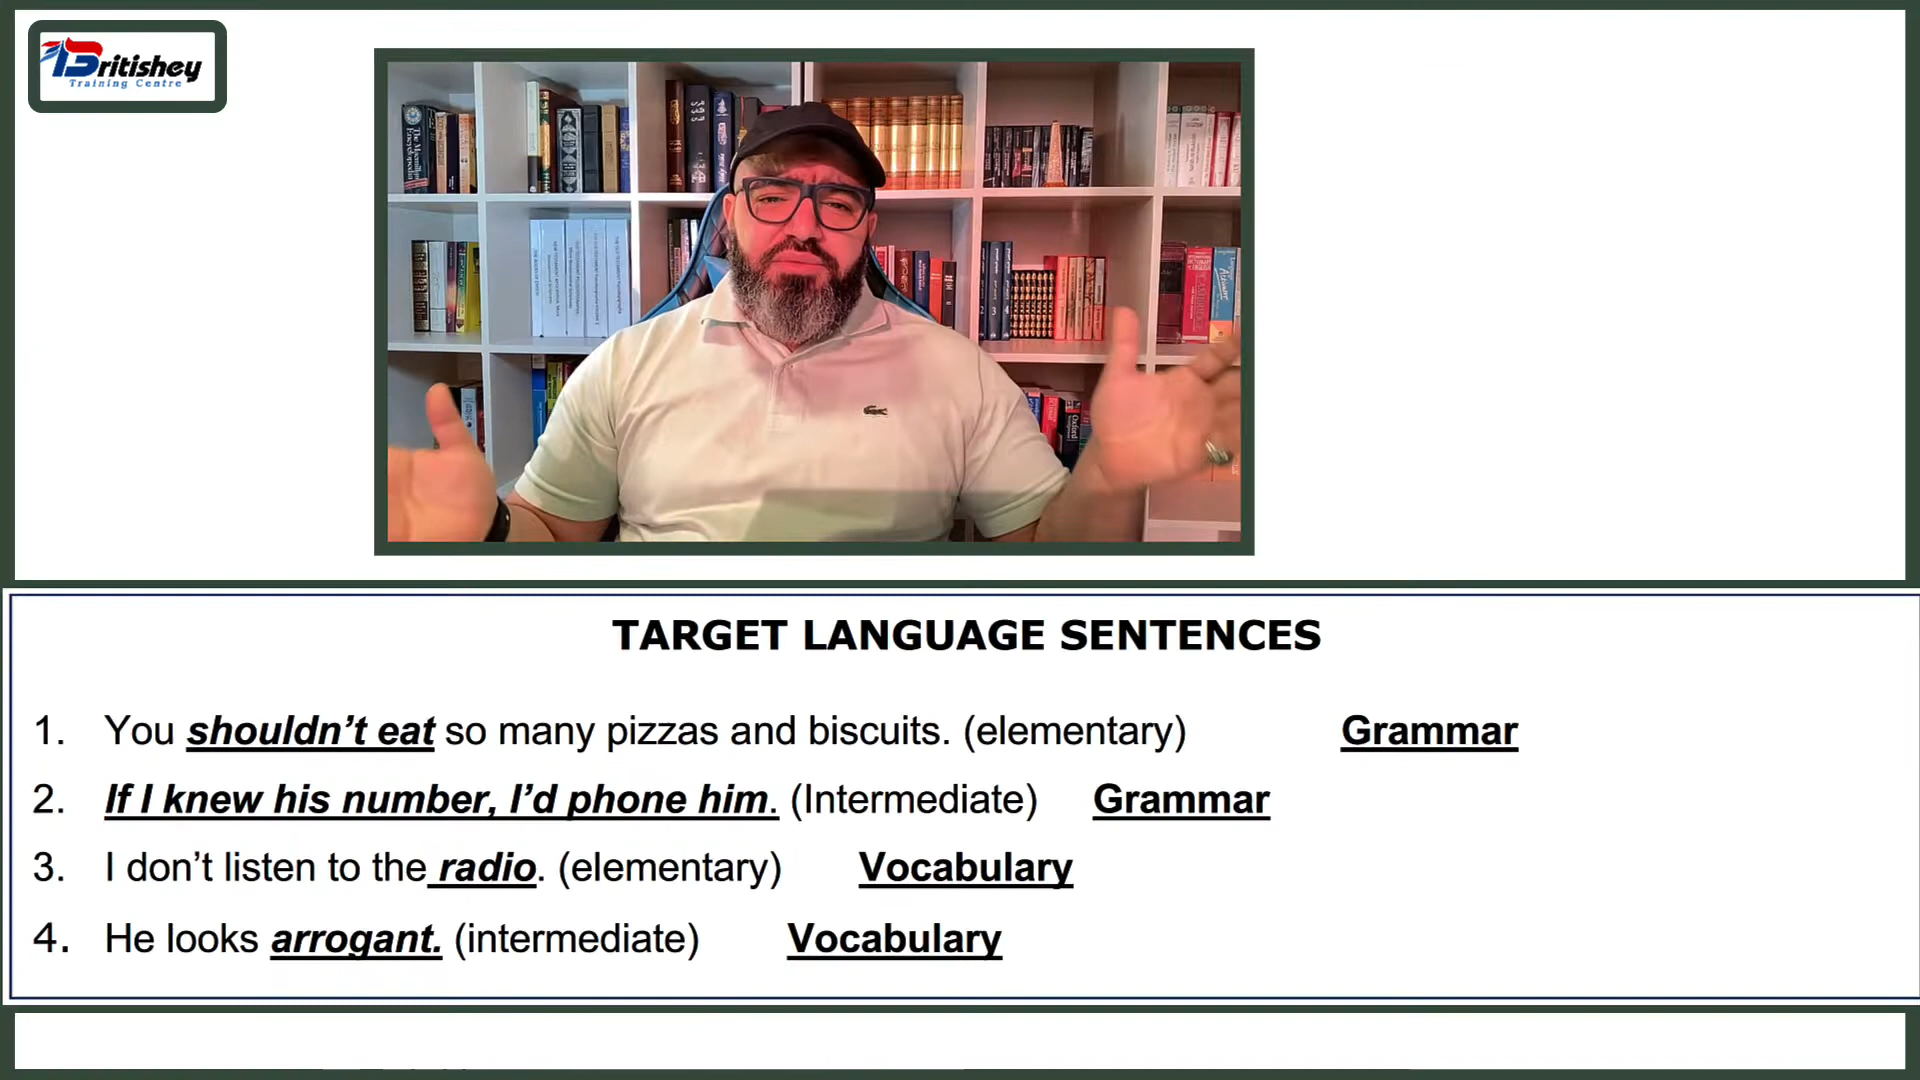 Britishey
Training Centre
TARGET LANGUAGE SENTENCES
1. You shouldn’t eat so many pizzas and biscuits. (elementary) Grammar
2. If I knew his number, I’d phone him. (Intermediate) Grammar
3. I don’t listen to the radio. (elementary) Vocabulary
4. He looks arrogant. (intermediate) Vocabulary